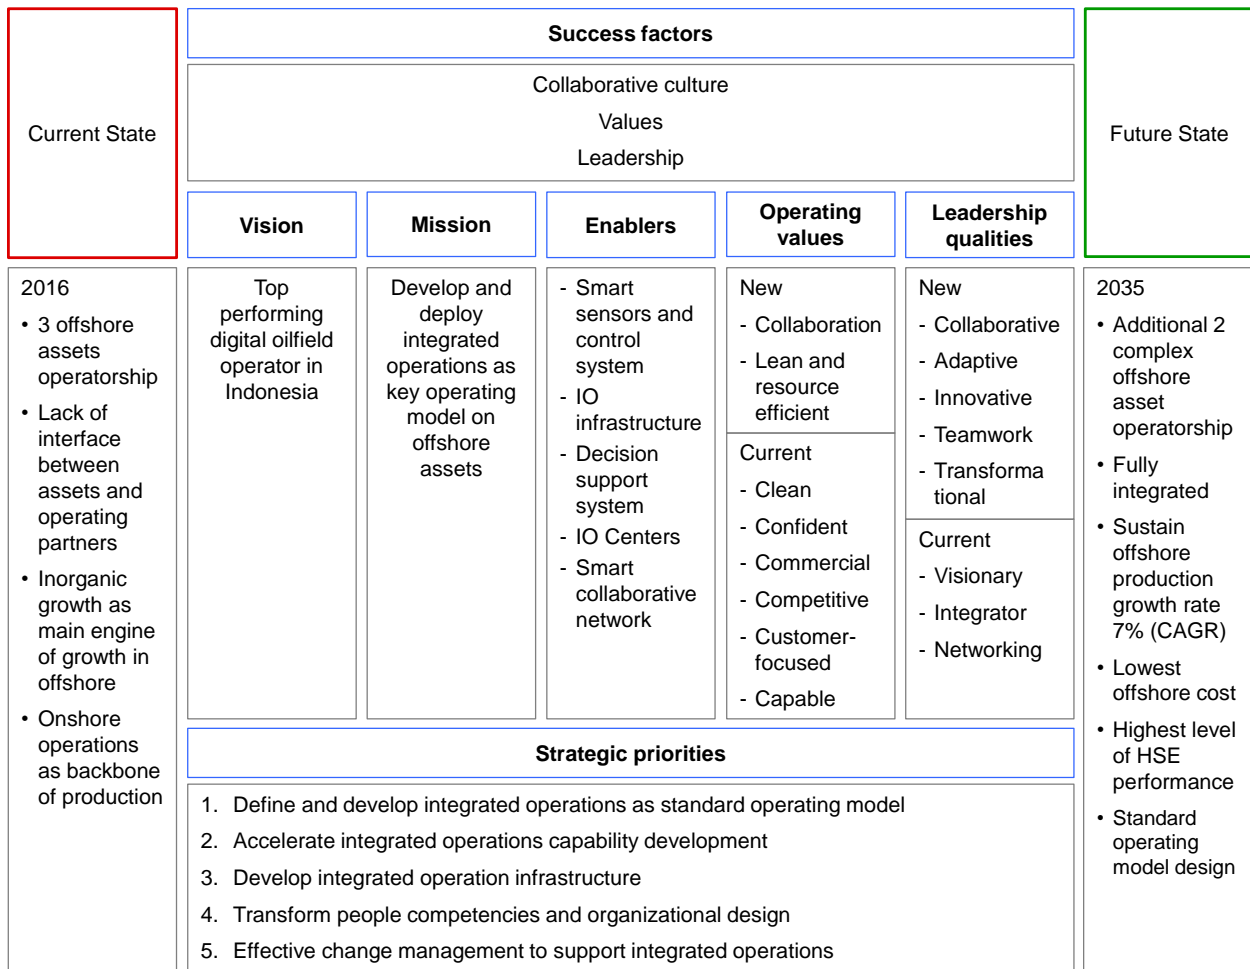 Current State
Success factors
Collaborative culture
Values
Leadership
Future State
Vision
Mission
Enablers
Operating
values
Leadership
qualities
2016
• 3 offshore
assets
operatorship
• Lack of
interface
between
assets and
operating
partners
• Inorganic
growth as
main engine
of growth in
offshore
• Onshore
operations
as backbone
of production
Top
performing
digital oilfield
operator in
Indonesia
Develop and
deploy
integrated
operations as
key operating
model on
offshore
assets
- Smart
sensors and
control
system
- IO
infrastructure
- Decision
support
system
- IO Centers
- Smart
collaborative
network
New
- Collaboration
- Lean and
resource
efficient
Current
- Clean
- Confident
- Commercial
- Competitive
- Customer-
focused
- Capable
New
- Collaborative
- Adaptive
- Innovative
- Teamwork
- Transforma
tional
Current
- Visionary
- Integrator
- Networking
2035
• Additional 2
complex
offshore
asset
operatorship
• Fully
integrated
• Sustain
offshore
production
growth rate
7% (CAGR)
• Lowest
offshore cost
• Highest level
of HSE
performance
• Standard
operating
model design
Strategic priorities
1. Define and develop integrated operations as standard operating model
2. Accelerate integrated operations capability development
3. Develop integrated operation infrastructure
4. Transform people competencies and organizational design
5. Effective change management to support integrated operations